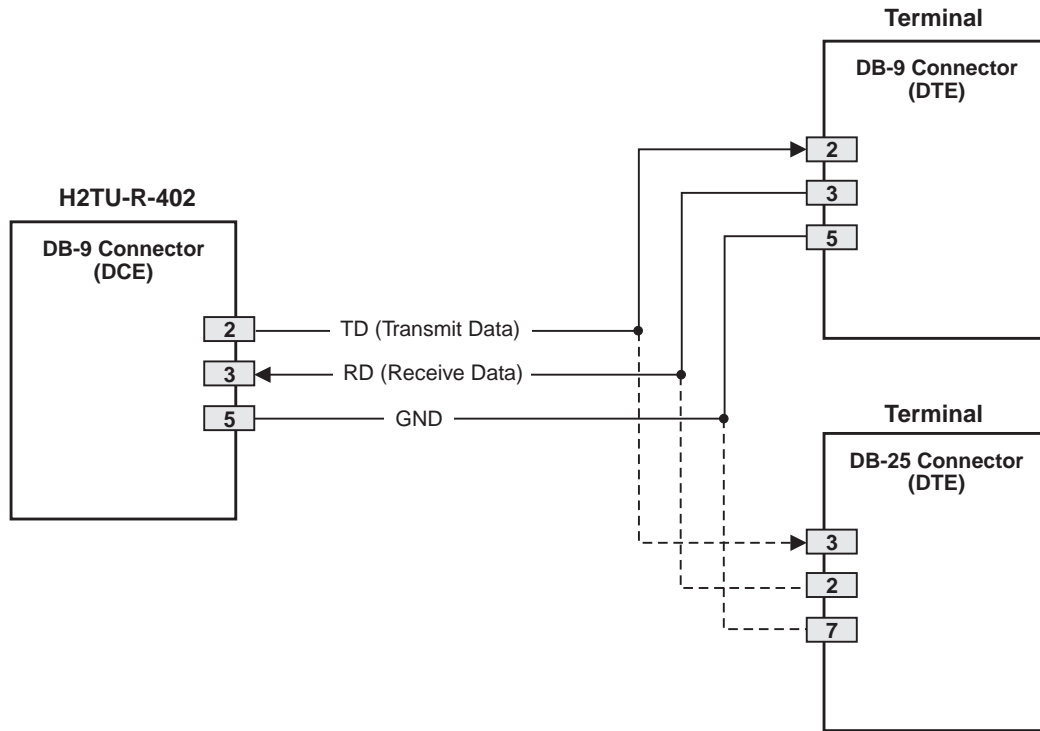 Terminal
DB-9 Connector
(DTE)
2
3
5
H2TU-R-402
DB-9 Connector
(DCE)
2
TD (Transmit Data)
3
RD (Receive Data)
5
GND
Terminal
DB-25 Connector
(DTE)
3
2
7